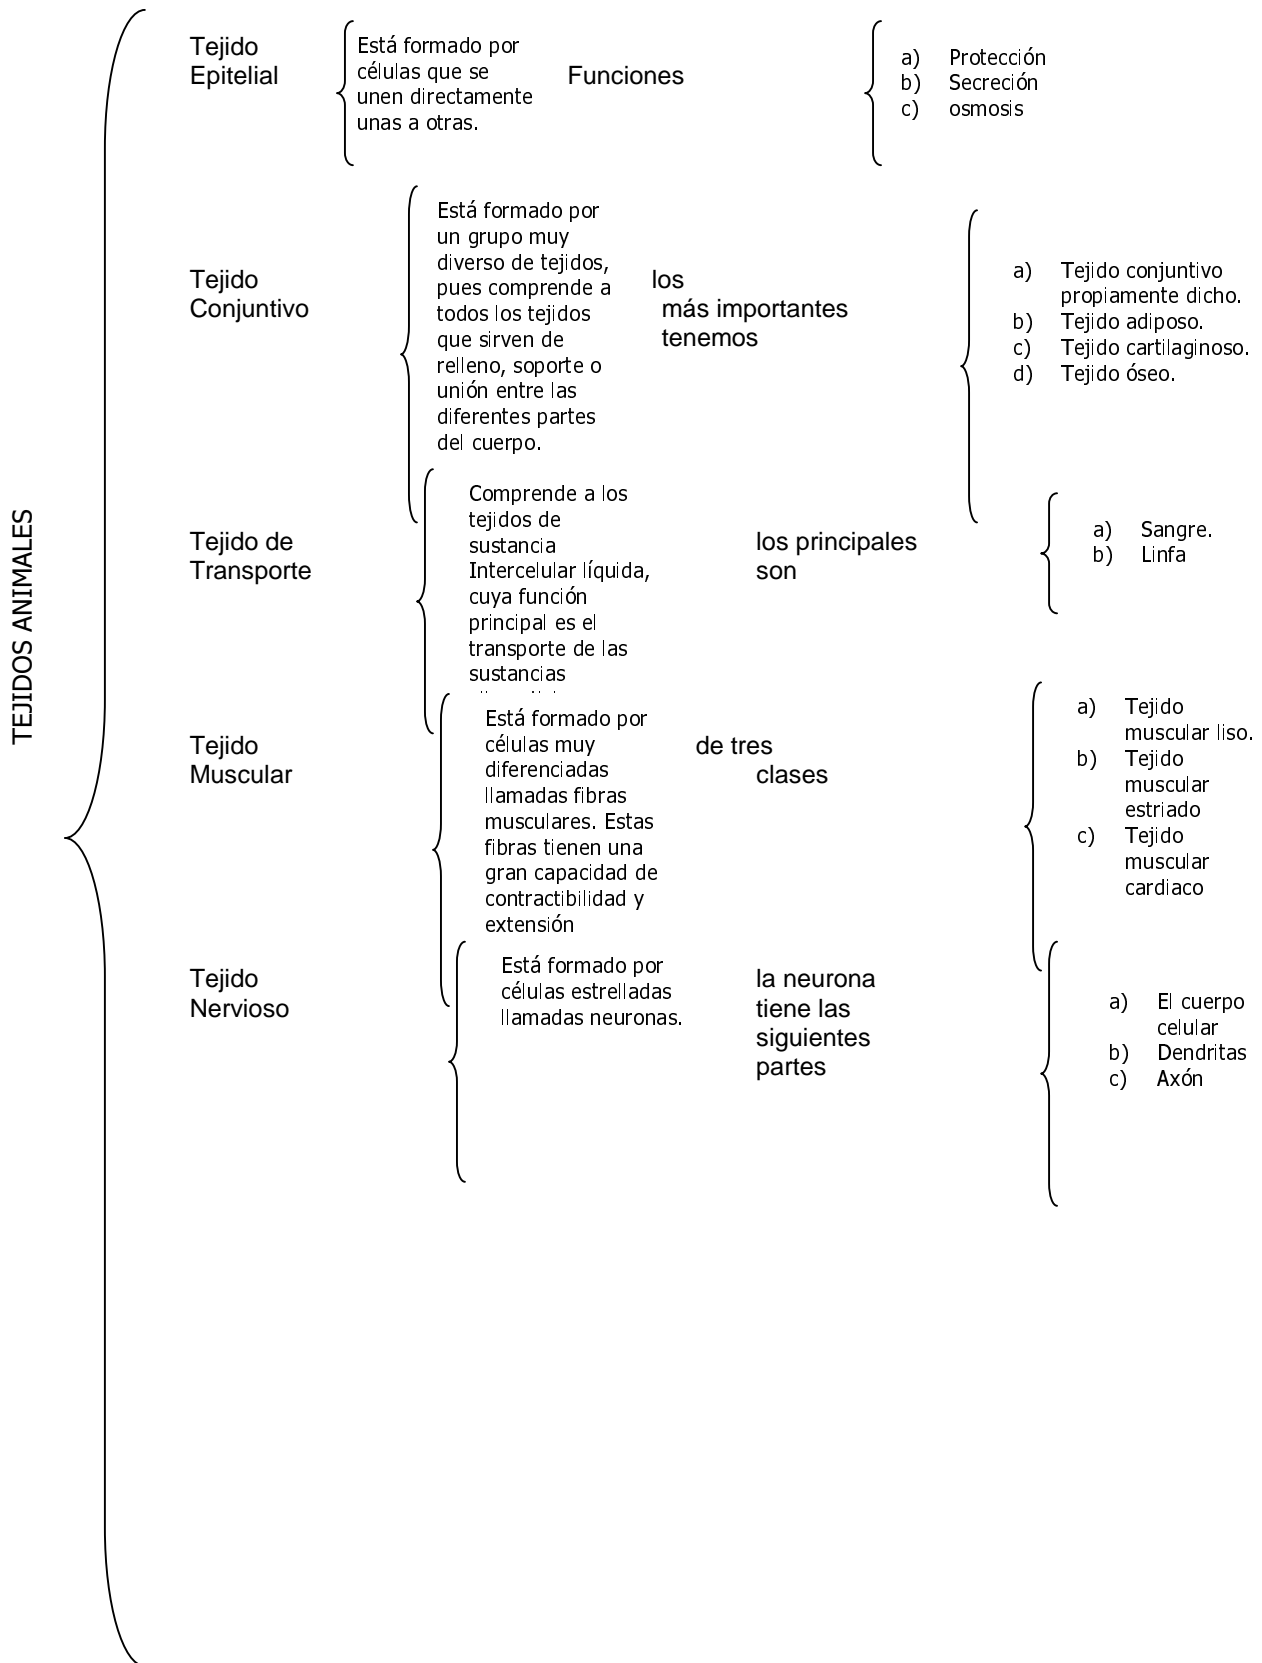 TEJIDOS ANIMALES
Tejido
Epitelial
Está formado por
células que se
unen directamente
unas a otras.
Funciones
a) Protección
b) Secreción
c) osmosis
Tejido
Conjuntivo
Está formado por
un grupo muy
diverso de tejidos,
pues comprende a
todos los tejidos
que sirven de
relleno, soporte o
unión entre las
diferentes partes
del cuerpo.
los
más importantes
tenemos
a) Tejido conjuntivo
propiamente dicho.
b) Tejido adiposo.
c) Tejido cartilaginoso.
d) Tejido óseo.
Tejido de
Transporte
Comprende a los
tejidos de
sustancia
Intercelular líquida,
cuya función
principal es el
transporte de las
sustancias
los principales
son
a) Sangre.
b) Linfa
Tejido
Muscular
Está formado por
células muy
diferenciadas
llamadas fibras
musculares. Estas
fibras tienen una
gran capacidad de
contractibilidad y
extensión
de tres
clases
a) Tejido
muscular liso.
b) Tejido
muscular
estriado
c) Tejido
muscular
cardiaco
Tejido
Nervioso
Está formado por
células estrelladas
llamadas neuronas.
la neurona
tiene las
siguientes
partes
a) El cuerpo
celular
b) Dendritas
c) Axón